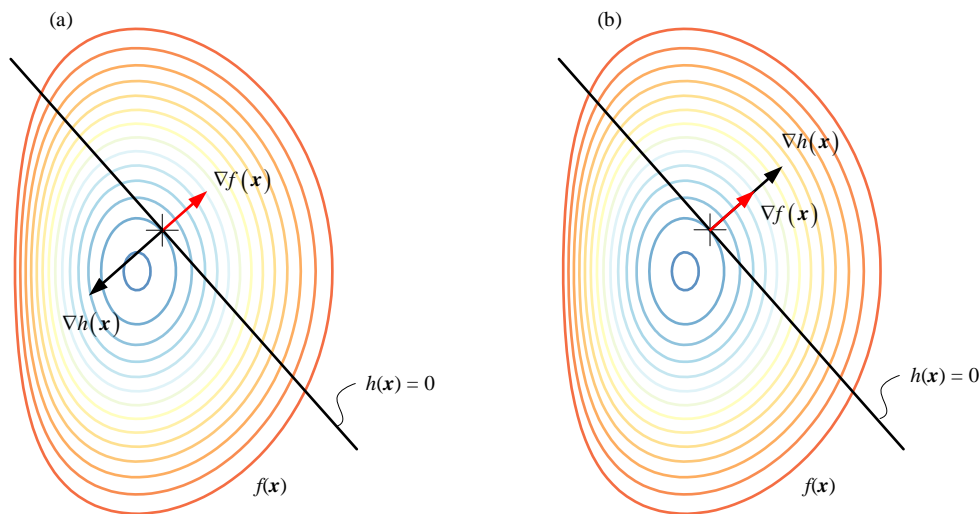 (a)
∇f(x)
∇h(x)
h(x) = 0
f(x)
(b)
∇h(x)
∇f(x)
h(x) = 0
f(x)